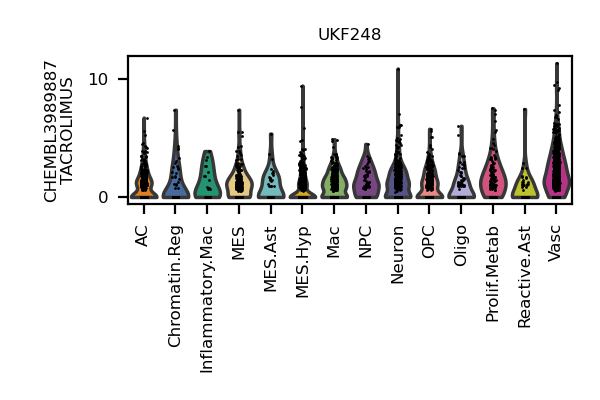 UKF248
CHEMBL3989887
TACROLIMUS
10
0
AC
Chromatin.Reg
Inflammatory.Mac
MES
MES.Ast
MES.Hyp
Mac
NPC
Neuron
OPC
Oligo
Prolif.Metab
Reactive.Ast
Vasc